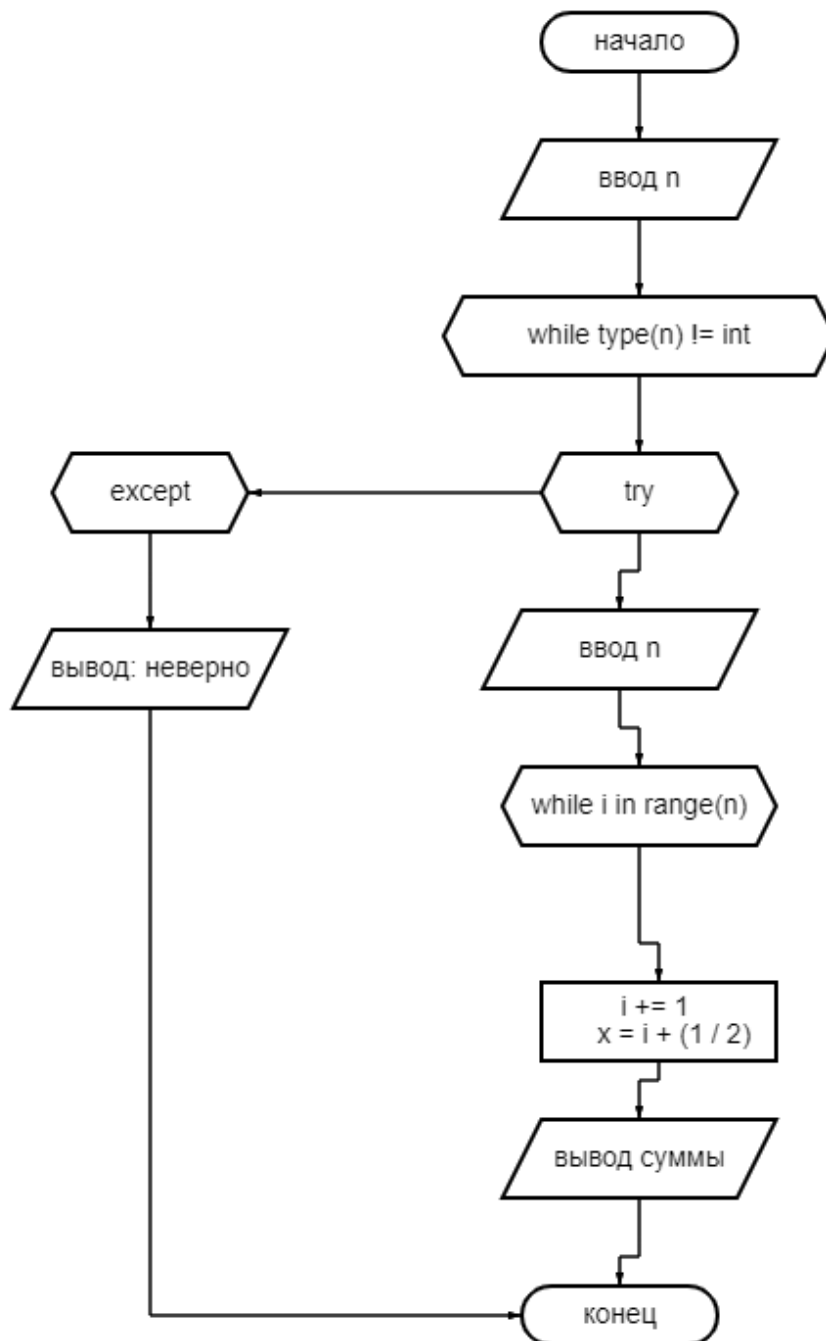 начало
ввод n
while type(n) != int
except
try
ввод n
вывод: неверно
while i in range(n)
i += 1
x = i + (1 / 2)
вывод суммы
конец